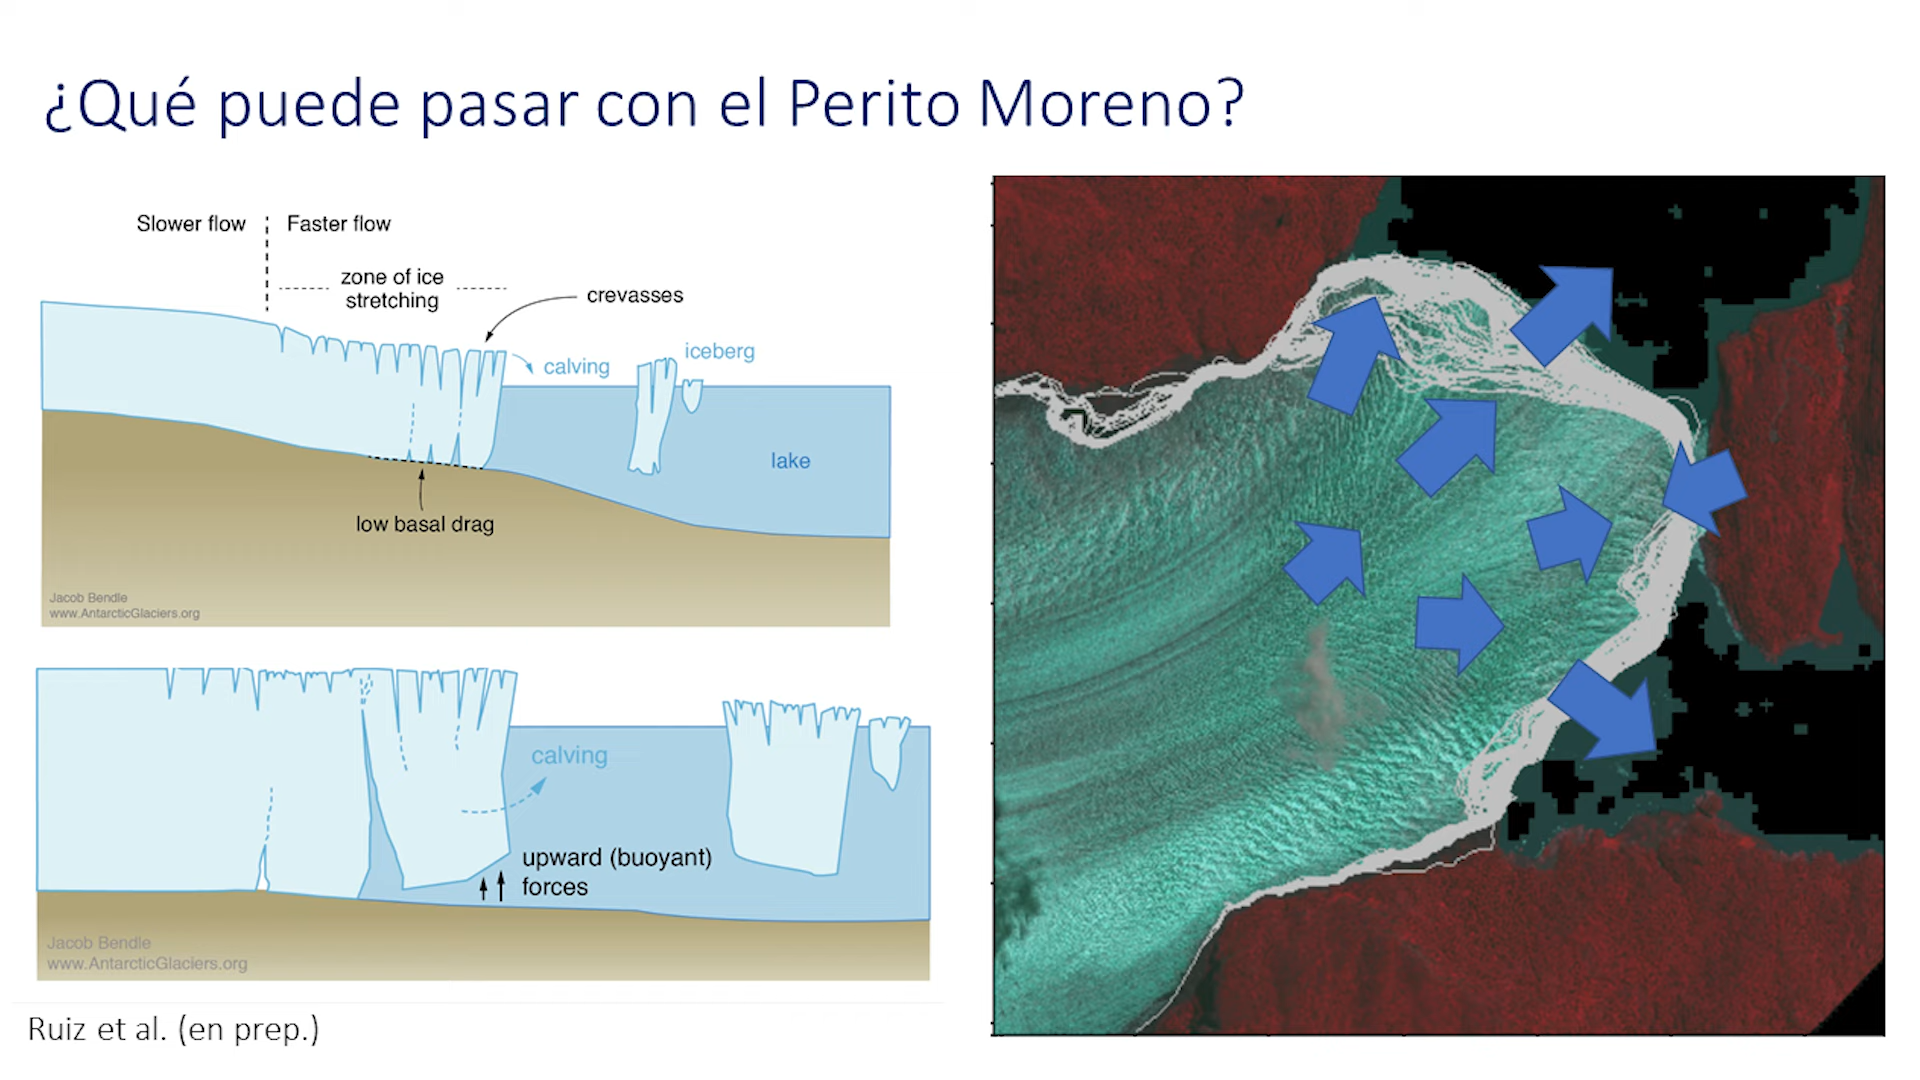 ¿Qué puede pasar con el Perito Moreno?
Slower flow
Faster flow
zone of ice
stretching
crevasses
calving
iceberg
lake
low basal drag
Jacob Bendle
www.AntarcticGlaciers.org
calving
upward (buoyant)
forces
Jacob Bendle
www.AntarcticGlaciers.org
Ruiz et al. (en prep.)